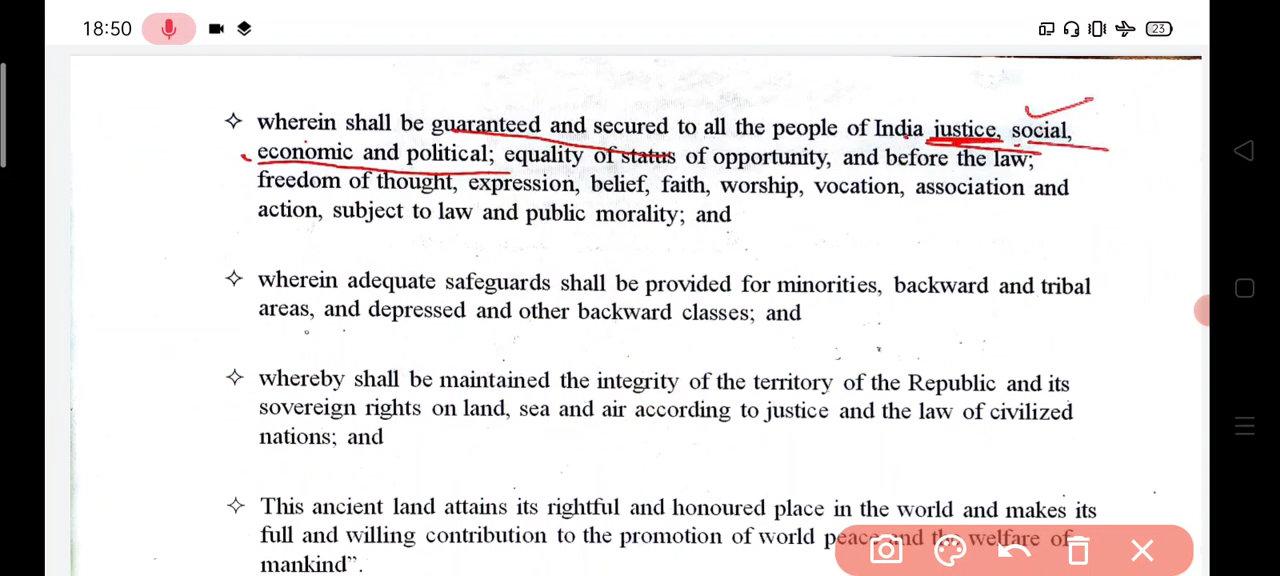 18:50
23
✧ wherein shall be guaranteed and secured to all the people of India justice, social,
economic and political; equality of status of opportunity, and before the law;
freedom of thought, expression, belief, faith, worship, vocation, association and
action, subject to law and public morality; and
✧ wherein adequate safeguards shall be provided for minorities, backward and tribal
areas, and depressed and other backward classes; and
✧ whereby shall be maintained the integrity of the territory of the Republic and its
sovereign rights on land, sea and air according to justice and the law of civilized
nations; and
✧ This ancient land attains its rightful and honoured place in the world and makes its
full and willing contribution to the promotion of world peace and the welfare of
mankind”.